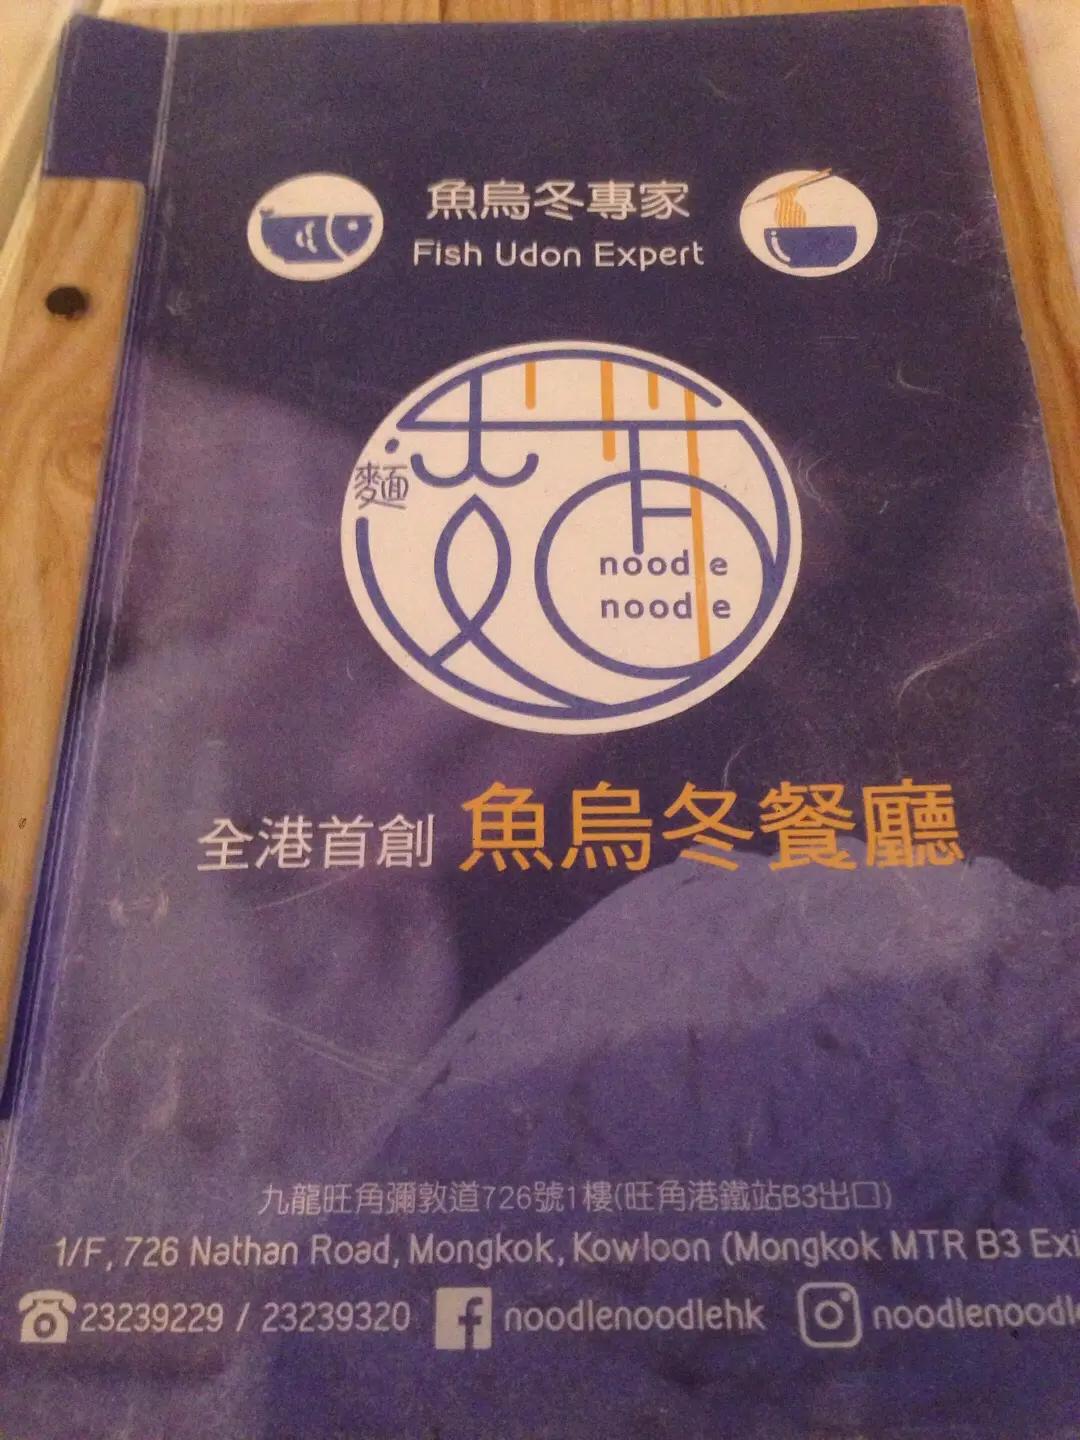 魚烏冬專家
Fish Udon Expert
麵
noodle
noodle
全港首創 魚烏冬餐廳
九龍旺角彌敦道726號1樓(旺角港鐵站B3出口)
1/F, 726 Nathan Road, Mongkok, Kowloon (Mongkok MTR B3 Exi
23239229 / 23239320 noodlenoodlehk noodlenoodle